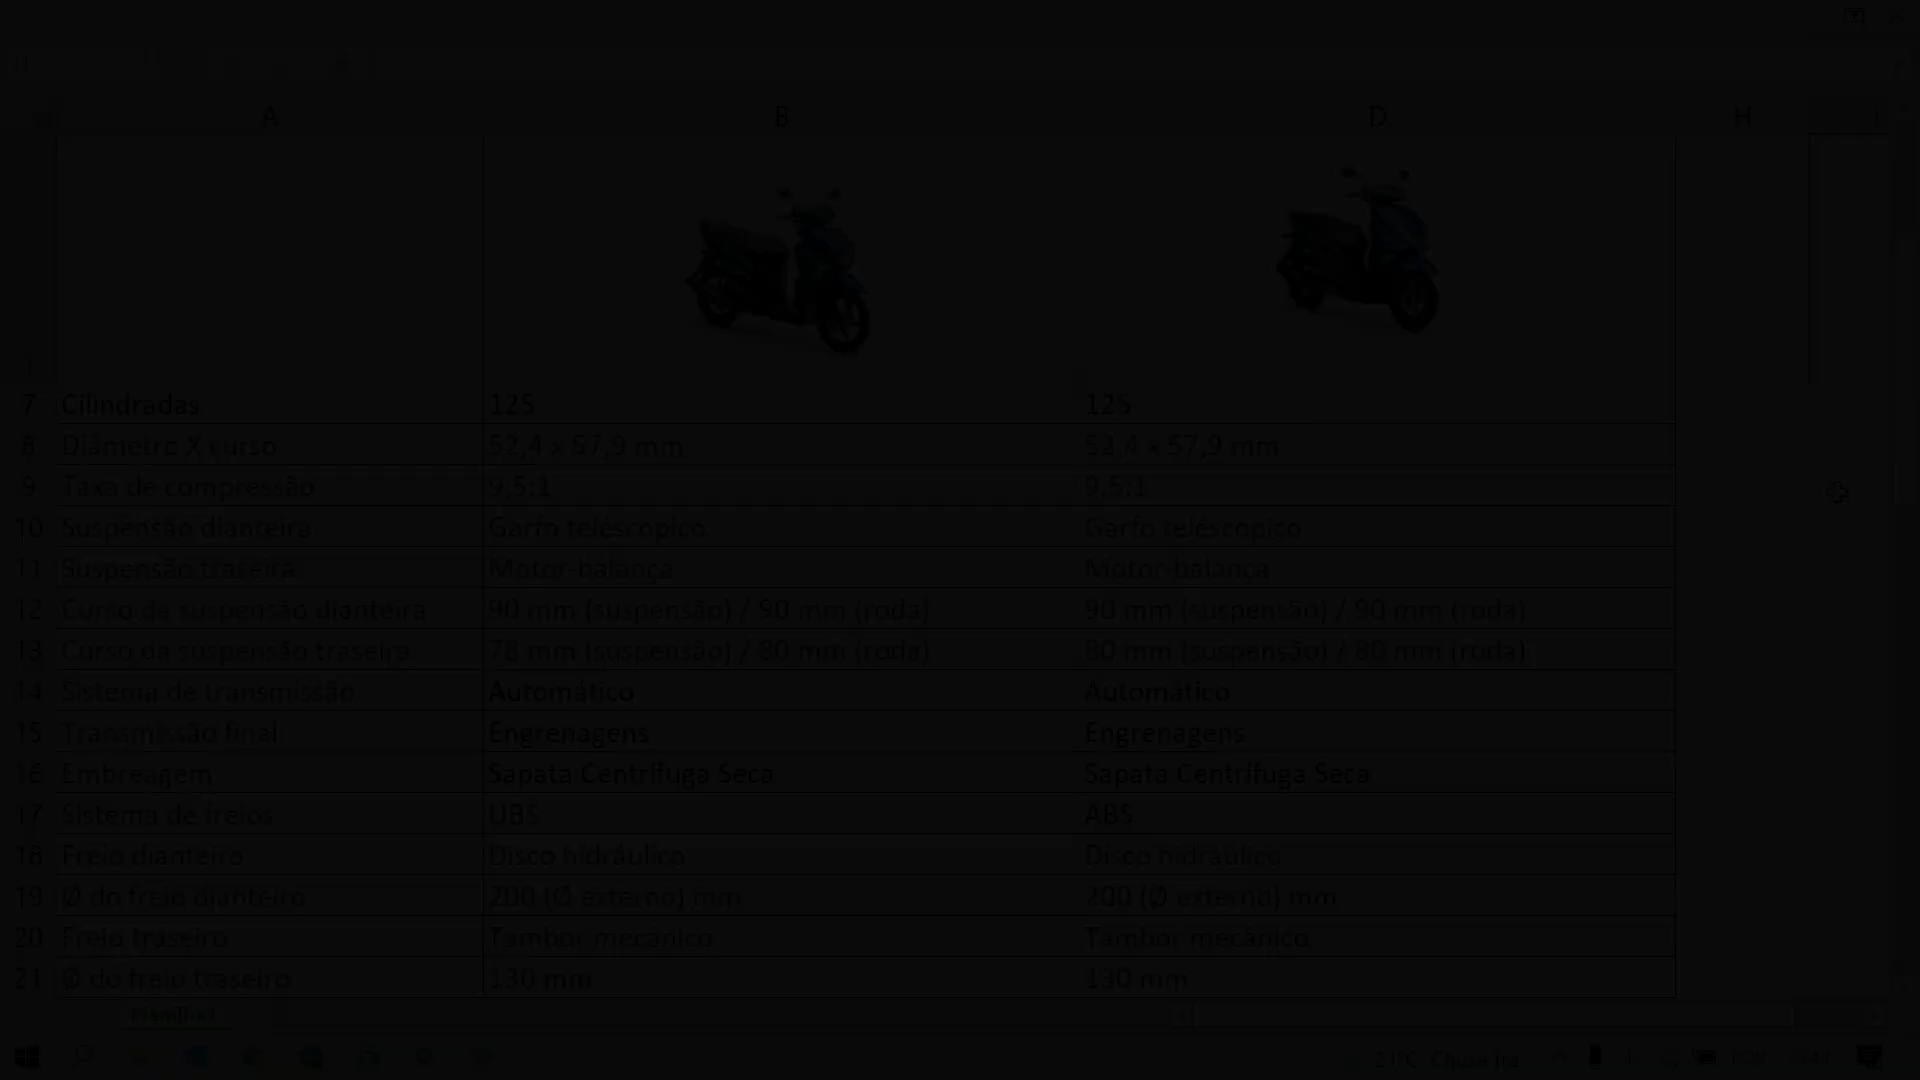 A B D H
7 Cilindradas 125 125
8 Diâmetro X curso 52,4 x 57,9 mm 52,4 x 57,9 mm
9 Taxa de compressão 9,5:1 9,5:1
10 Suspensão dianteira Garfo teléscopico Garfo teléscopico
11 Suspensão traseira Motor-balança Motor-balança
12 Curso da suspensão dianteira 90 mm (suspensão) / 90 mm (roda) 90 mm (suspensão) / 90 mm (roda)
13 Curso da suspensão traseira 78 mm (suspensão) / 80 mm (roda) 80 mm (suspensão) / 80 mm (roda)
14 Sistema de transmissão Automático Automático
15 Transmissão final Engrenagens Engrenagens
16 Embreagem Sapata Centrífuga Seca Sapata Centrífuga Seca
17 Sistema de freios UBS ABS
18 Freio dianteiro Disco hidráulico Disco hidráulico
19 Ø do freio dianteiro 200 (Ø externo) mm 200 (Ø externo) mm
20 Freio traseiro Tambor mecânico Tambor mecânico
21 Ø do freio traseiro 130 mm 130 mm
Planilha1
21°C Chuva